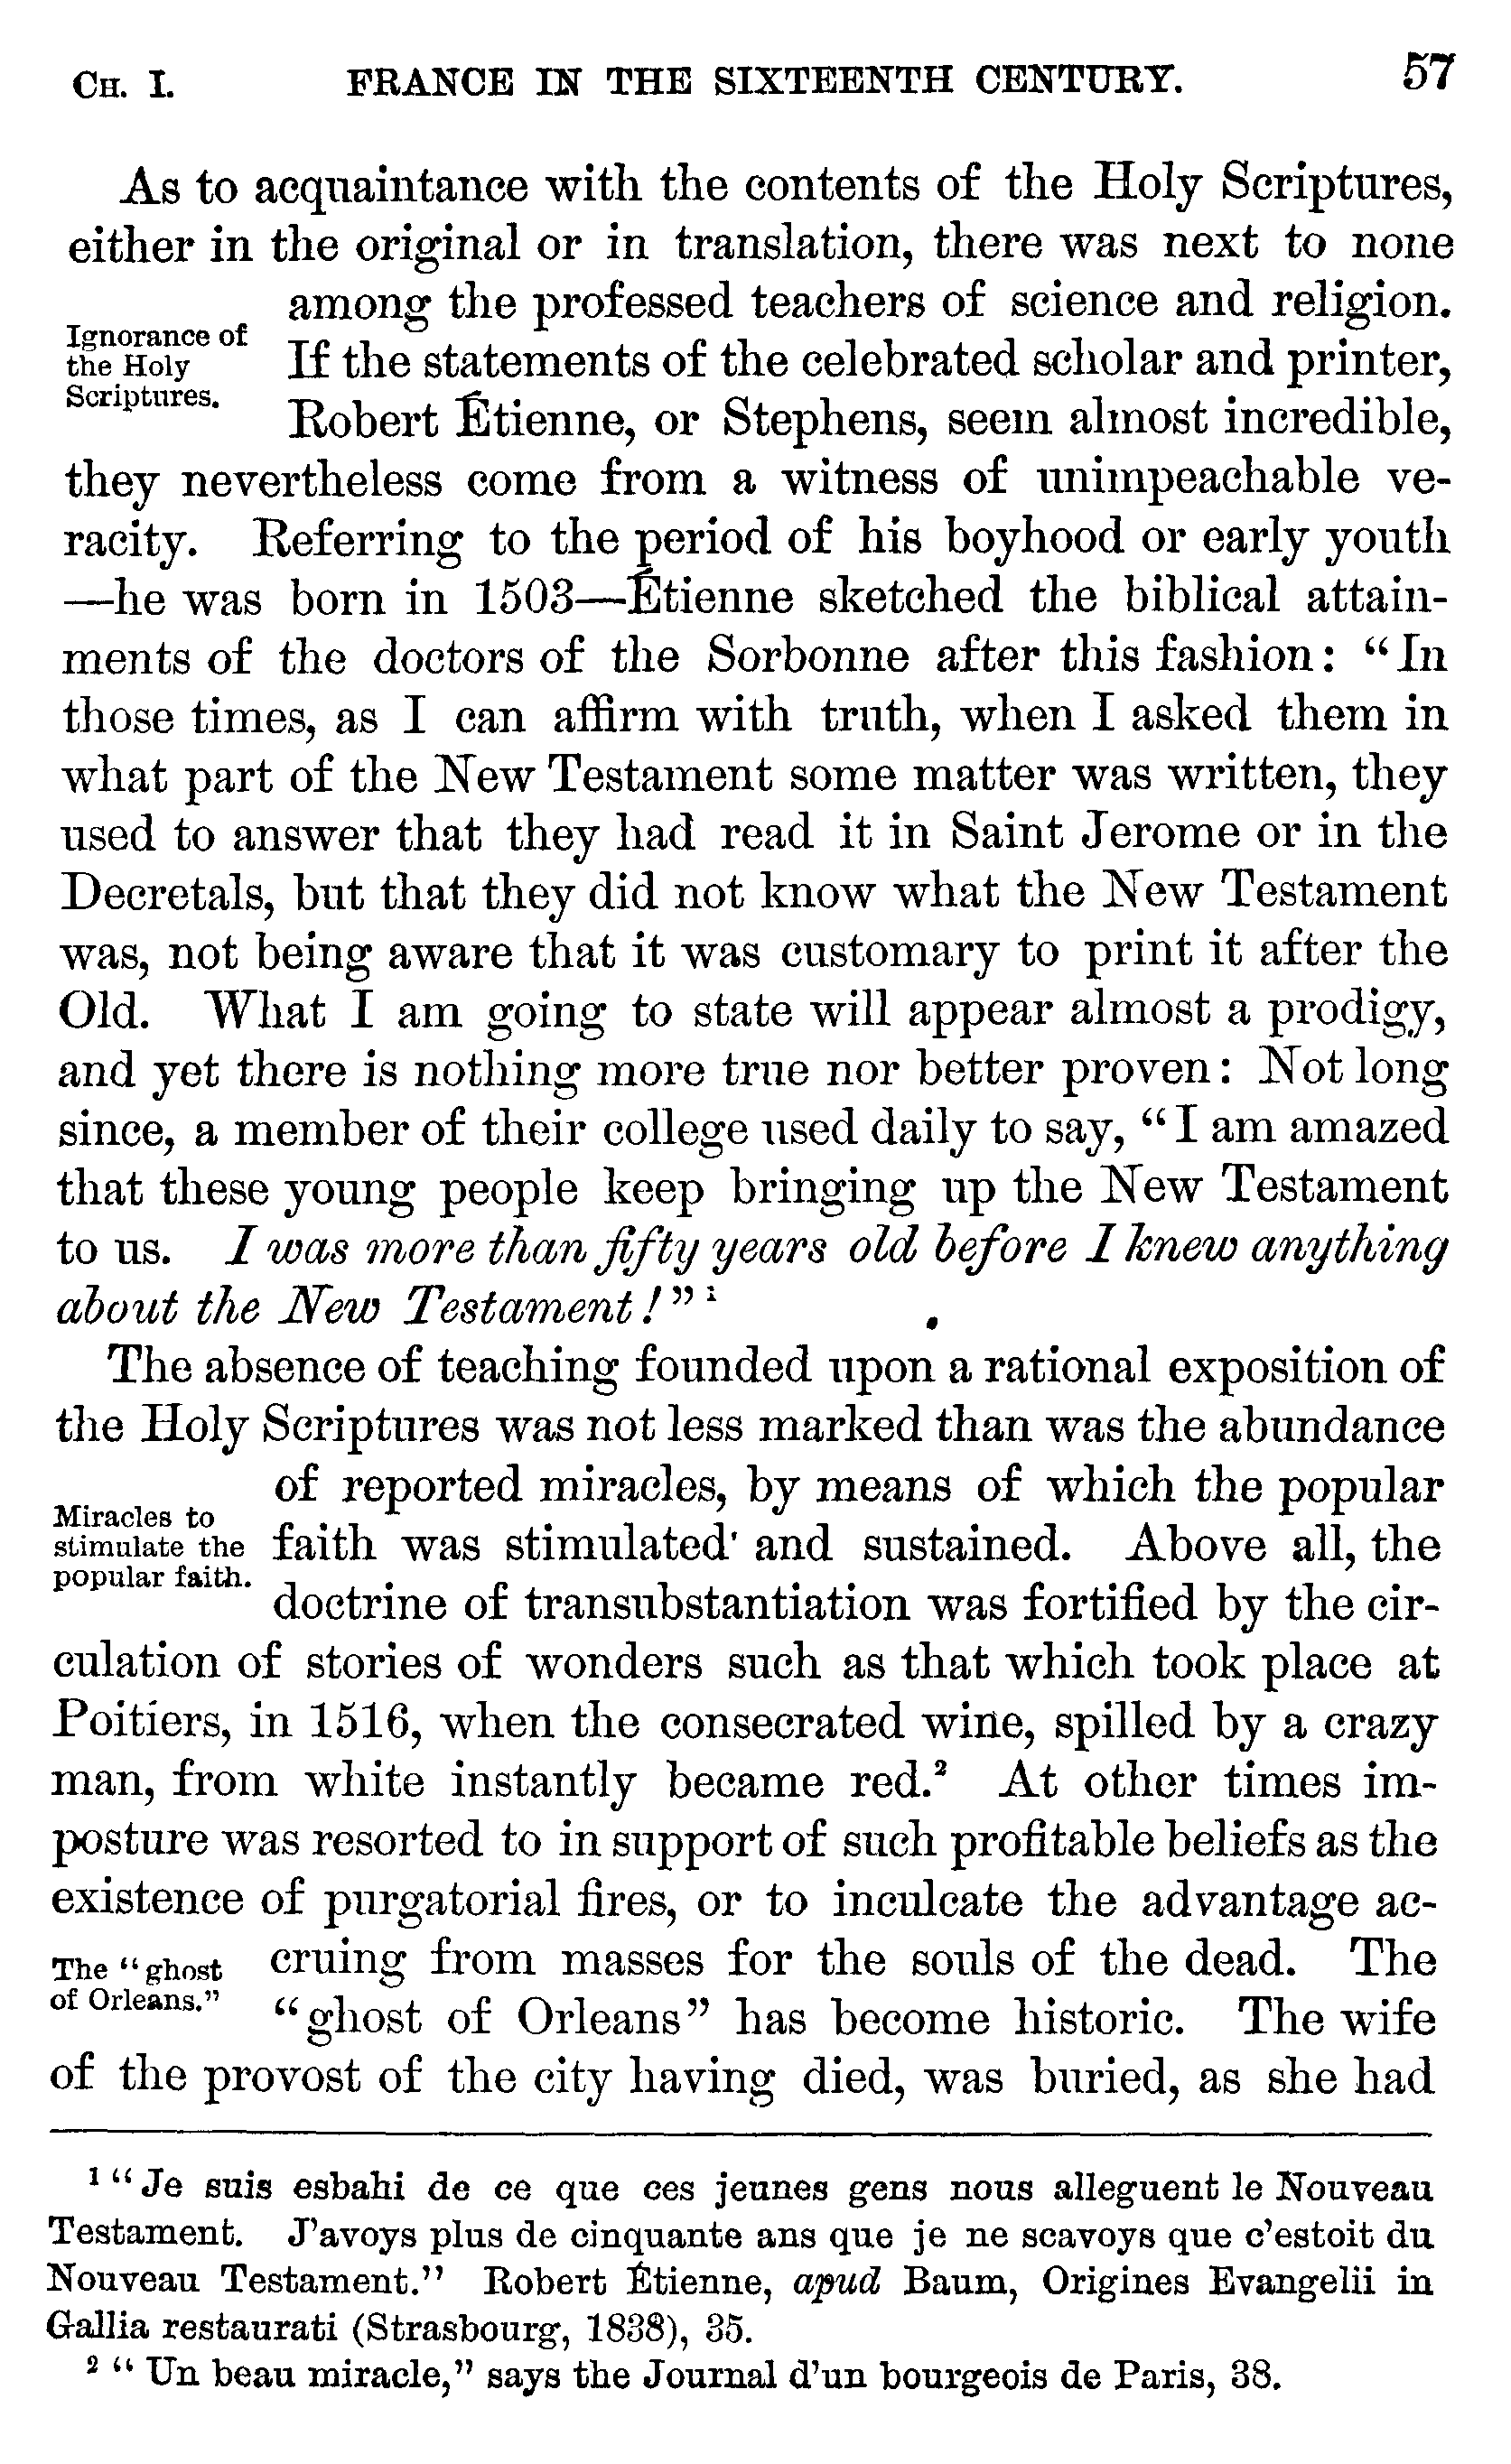 CH. I. FRANCE IN THE SIXTEENTH CENTURY. 57
As to acquaintance with the contents of the Holy Scriptures,
either in the original or in translation, there was next to none
among the professed teachers of science and religion.
Ignorance of
the Holy
Scriptures.
If the statements of the celebrated scholar and printer,
Robert Étienne, or Stephens, seem almost incredible,
they nevertheless come from a witness of unimpeachable ve-
racity. Referring to the period of his boyhood or early youth
—he was born in 1503—Étienne sketched the biblical attain-
ments of the doctors of the Sorbonne after this fashion: “In
those times, as I can affirm with truth, when I asked them in
what part of the New Testament some matter was written, they
used to answer that they had read it in Saint Jerome or in the
Decretals, but that they did not know what the New Testament
was, not being aware that it was customary to print it after the
Old. What I am going to state will appear almost a prodigy,
and yet there is nothing more true nor better proven: Not long
since, a member of their college used daily to say, “I am amazed
that these young people keep bringing up the New Testament
to us. I was more than fifty years old before I knew anything
about the New Testament!” ¹
The absence of teaching founded upon a rational exposition of
the Holy Scriptures was not less marked than was the abundance
of reported miracles, by means of which the popular
Miracles to
stimulate the
popular faith.
faith was stimulated' and sustained. Above all, the
doctrine of transubstantiation was fortified by the cir-
culation of stories of wonders such as that which took place at
Poitiers, in 1516, when the consecrated wine, spilled by a crazy
man, from white instantly became red.² At other times im-
posture was resorted to in support of such profitable beliefs as the
existence of purgatorial fires, or to inculcate the advantage ac-
The “ghost
of Orleans.”
cruing from masses for the souls of the dead. The
“ghost of Orleans” has become historic. The wife
of the provost of the city having died, was buried, as she had
¹ “Je suis esbahi de ce que ces jeunes gens nous alleguent le Nouveau
Testament. J'avoys plus de cinquante ans que je ne scavoys que c'estoit du
Nouveau Testament.” Robert Étienne, apud Baum, Origines Evangelii in
Gallia restaurati (Strasbourg, 1838), 35.
² “Un beau miracle,” says the Journal d'un bourgeois de Paris, 38.